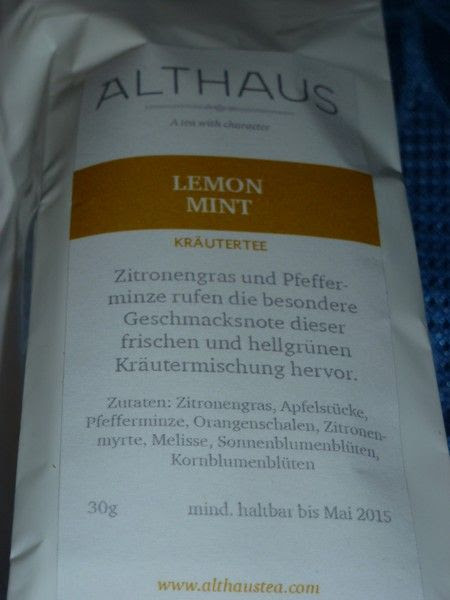 ALTHAUS
A tea with character
LEMON
MINT
KRÄUTERTEE
Zitronengras und Pfeffer-
minze rufen die besondere
Geschmacksnote dieser
frischen und hellgrünen
Kräutermischung hervor.
Zutaten: Zitronengras, Apfelstücke,
Pfefferminze, Orangenschalen, Zitronen-
myrte, Melisse, Sonnenblumenblüten,
Kornblumenblüten
30g mind. haltbar bis Mai 2015
www.althaustea.com